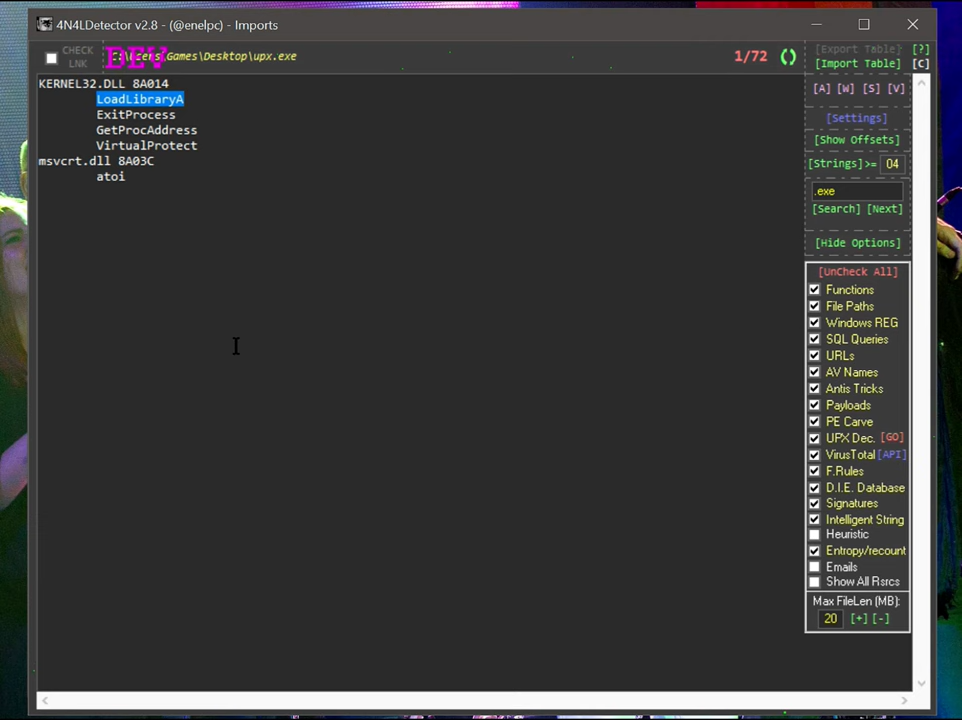 4N4LDetector v2.8 - (@enelpc) - Imports
CHECK
LNK
DEV
Games\Desktop\upx.exe
1/72
[Export Table] [?]
[Import Table] [C]
KERNEL32.DLL 8A014
LoadLibraryA
ExitProcess
GetProcAddress
VirtualProtect
msvcrt.dll 8A03C
atoi
[A] [W] [S] [V]
[Settings]
[Show Offsets]
[Strings]>= 04
.exe
[Search] [Next]
[Hide Options]
[UnCheck All]
Functions
File Paths
Windows REG
SQL Queries
URLs
AV Names
Antis Tricks
Payloads
PE Carve
UPX Dec. [GO]
VirusTotal [API]
F.Rules
D.I.E. Database
Signatures
Intelligent String
Heuristic
Entropy/recount
Emails
Show All Rsrcs
Max FileLen (MB):
20 [+] [-]